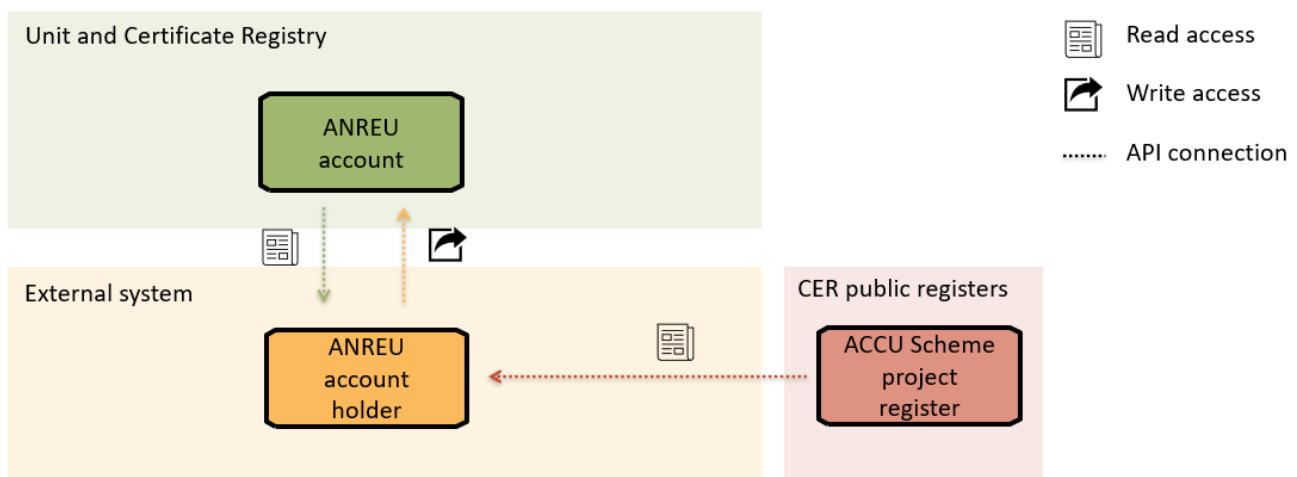 Unit and Certificate Registry
Read access
Write access
API connection
ANREU
account
External system
CER public registers
ANREU
account
holder
ACCU Scheme
project
register